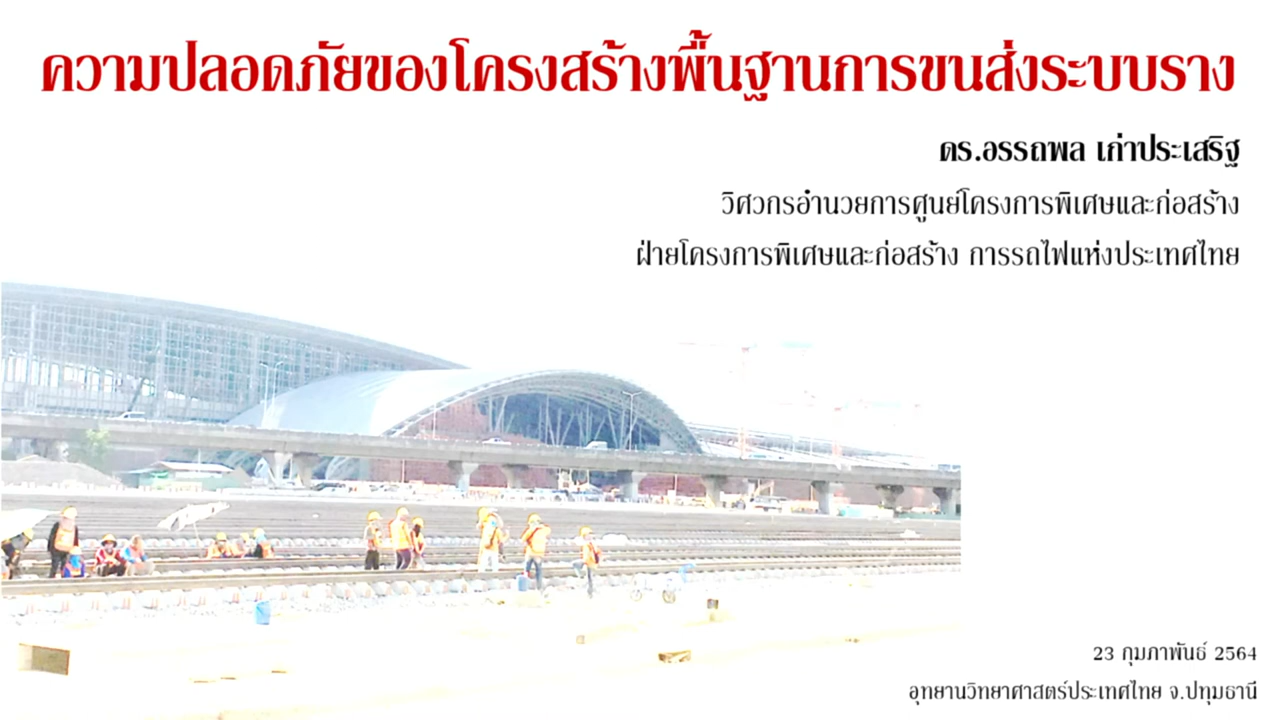 ความปลอดภัยของโครงสร้างพื้นฐานการขนส่งระบบราง
ดร.อรรถพล เก่าประเสริฐ
วิศวกรอำนวยการศูนย์โครงการพิเศษและก่อสร้าง
ฝ่ายโครงการพิเศษและก่อสร้าง การรถไฟแห่งประเทศไทย
23 กุมภาพันธ์ 2564
อุทยานวิทยาศาสตร์ประเทศไทย จ.ปทุมธานี